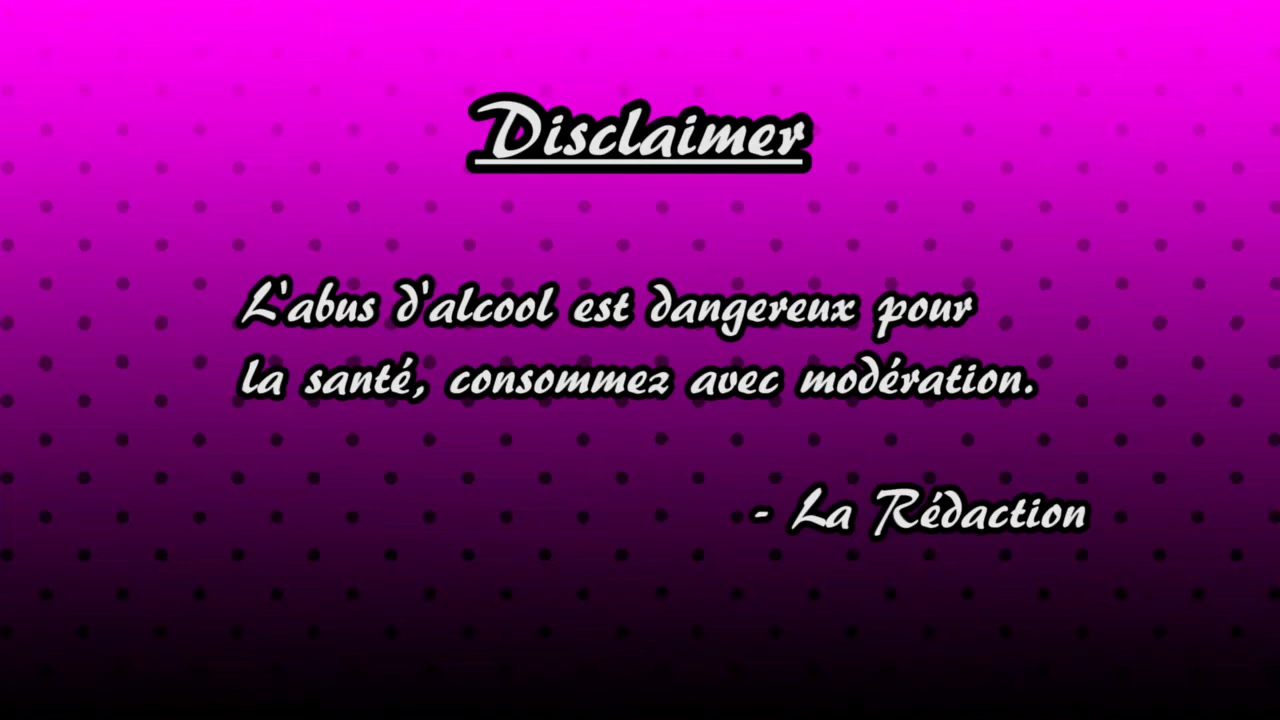 Disclaimer
L'abus d'alcool est dangereux pour
la santé, consommez avec modération.
- La Rédaction